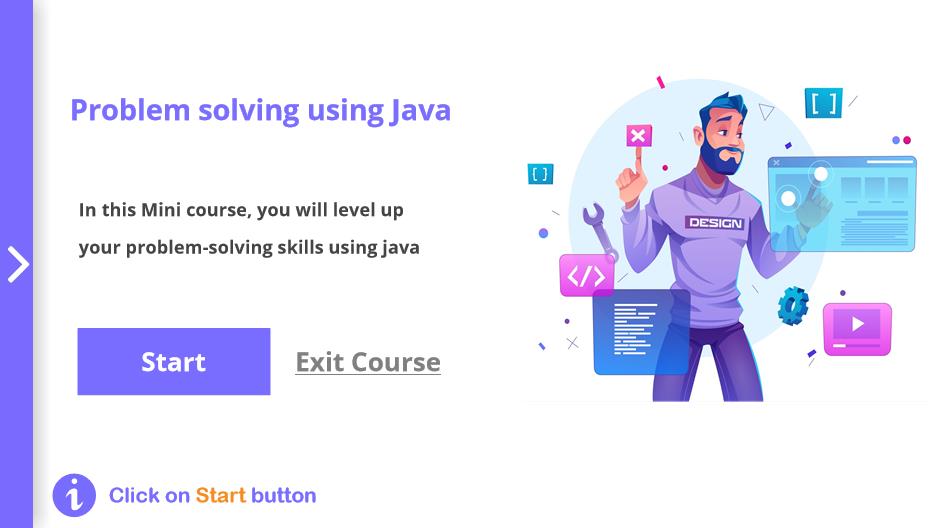 Problem solving using Java
In this Mini course, you will level up
your problem-solving skills using java
DESIGN
Start
Exit Course
Click on Start button